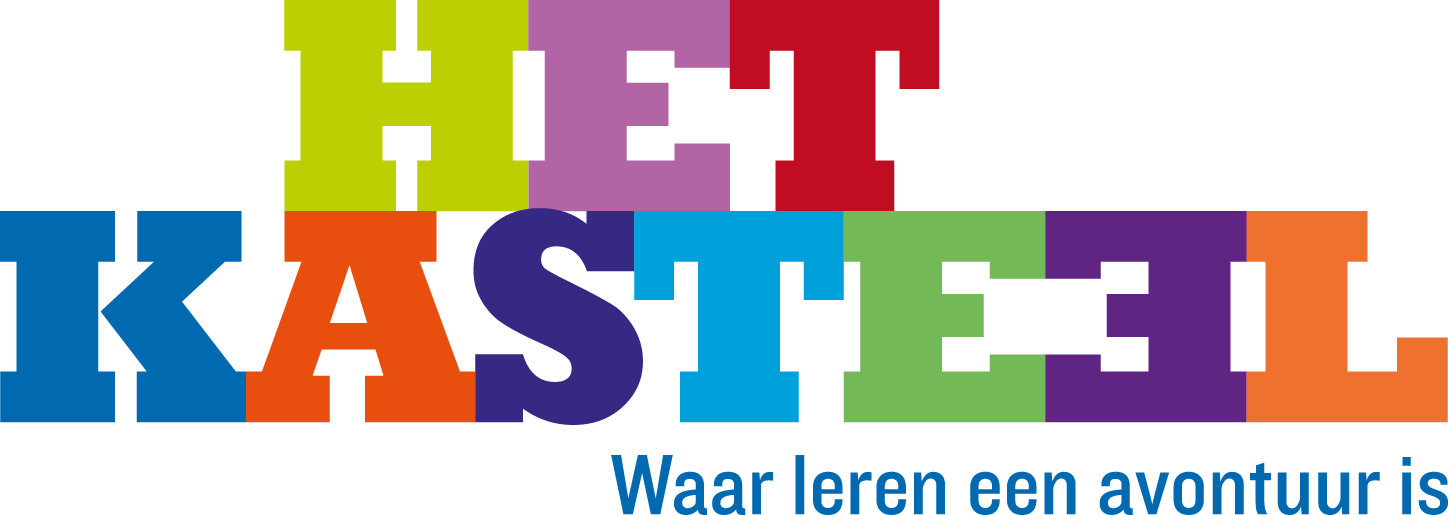 HET
KASTEEL
Waar leren een avontuur is